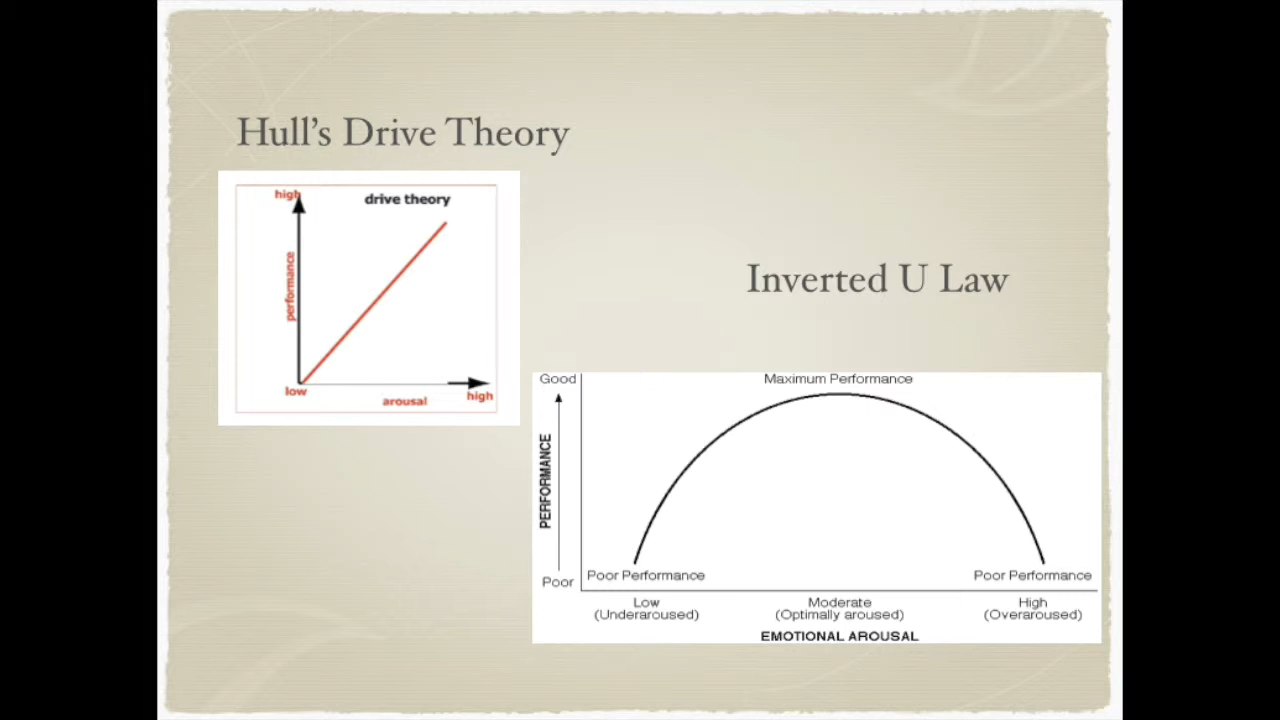 Hull's Drive Theory
high
drive theory
performance
low
high
arousal
Inverted U Law
Good
Maximum Performance
PERFORMANCE
Poor
Poor Performance
Poor Performance
Low
(Underaroused)
Moderate
(Optimally aroused)
High
(Overaroused)
EMOTIONAL AROUSAL